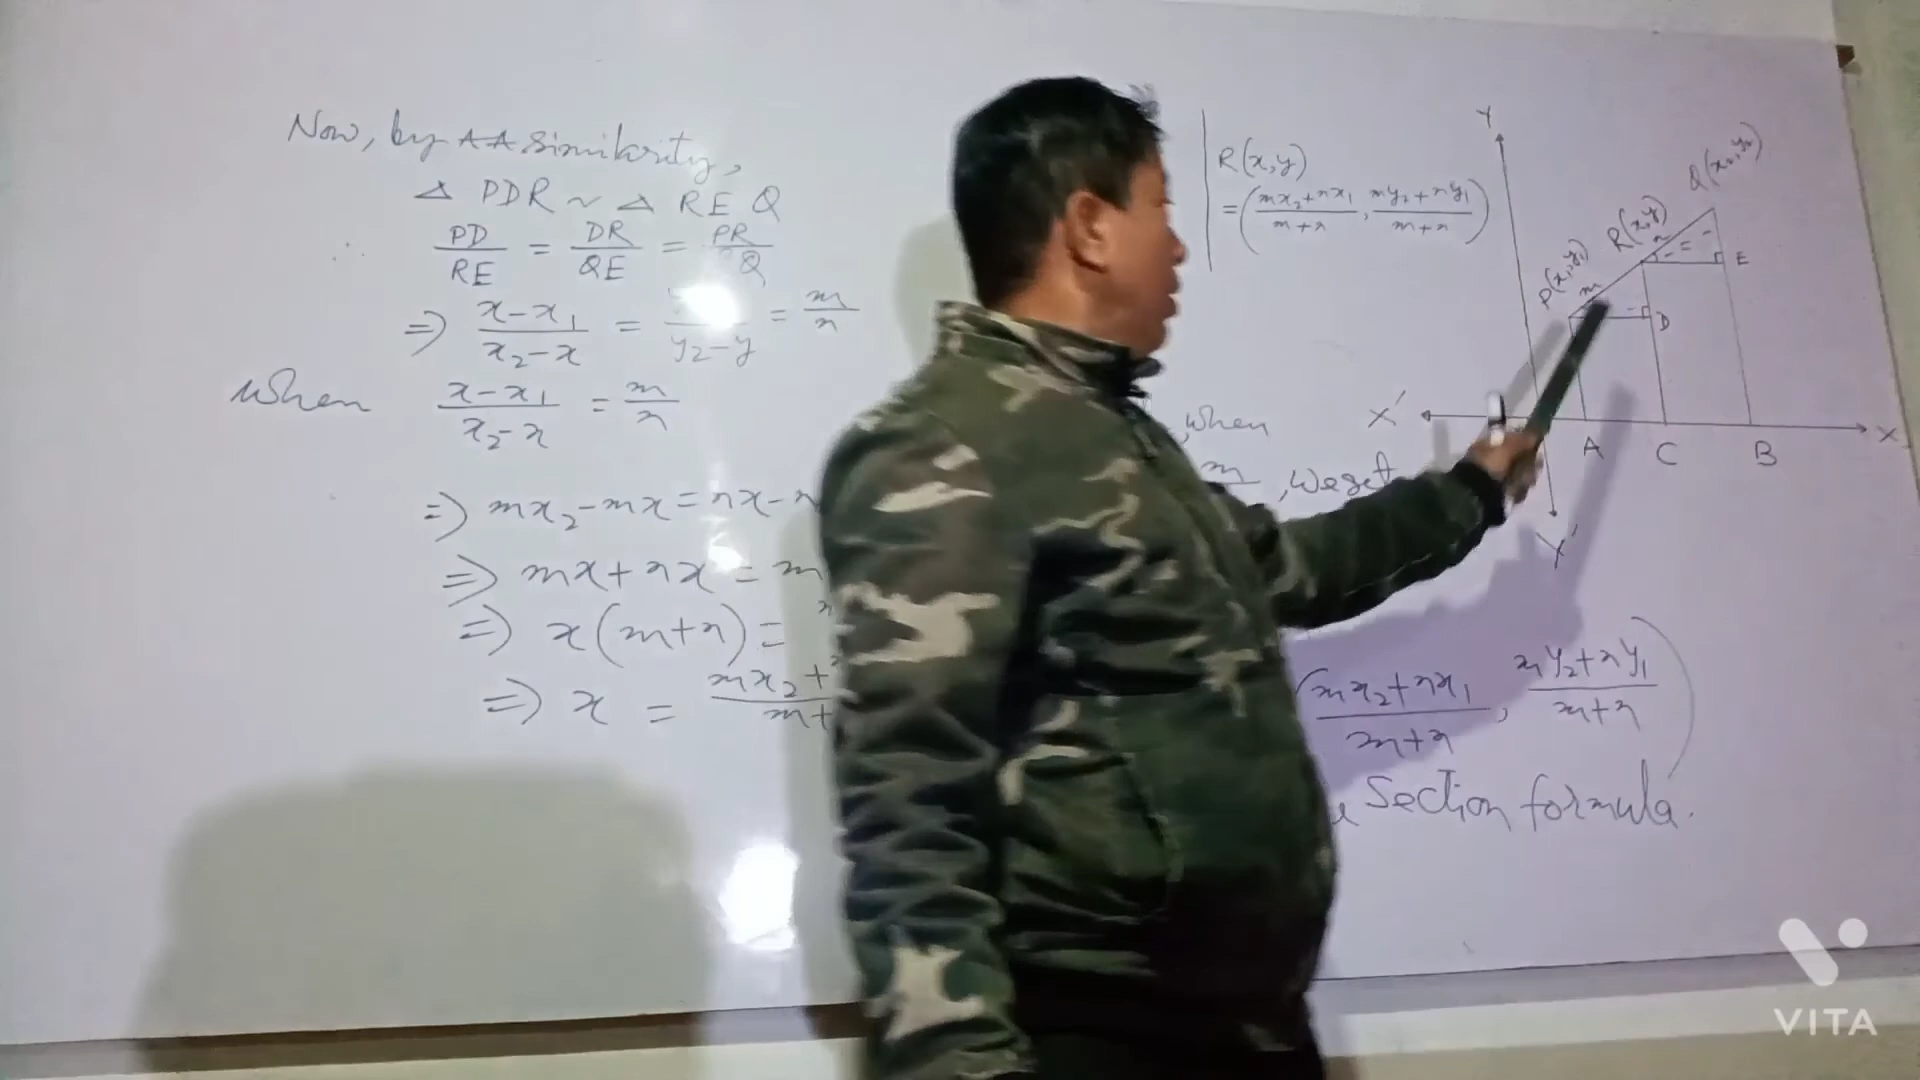 Now, by AA similarity,
Δ PDR ~ Δ REQ
∴ PD/RE = DR/QE = PR/RQ
⇒ (x-x₁)/(x₂-x) = /(y₂-y) = m/n
when (x-x₁)/(x₂-x) = m/n
⇒ mx₂-mx = nx-
⇒ mx+nx = m
⇒ x(m+n) =
⇒ x = mx₂+ / m+
R(x,y)
= ((mx₂+nx₁)/(m+n), (my₂+ny₁)/(m+n))
,when
m , we get
((mx₂+nx₁)/(m+n), (my₂+ny₁)/(m+n))
Section formula.
Y
Q(x₂,y₂)
R(x,y)
n
E
P(x₁,y₁)
m
D
X'
X
A C B
Y'
VITA